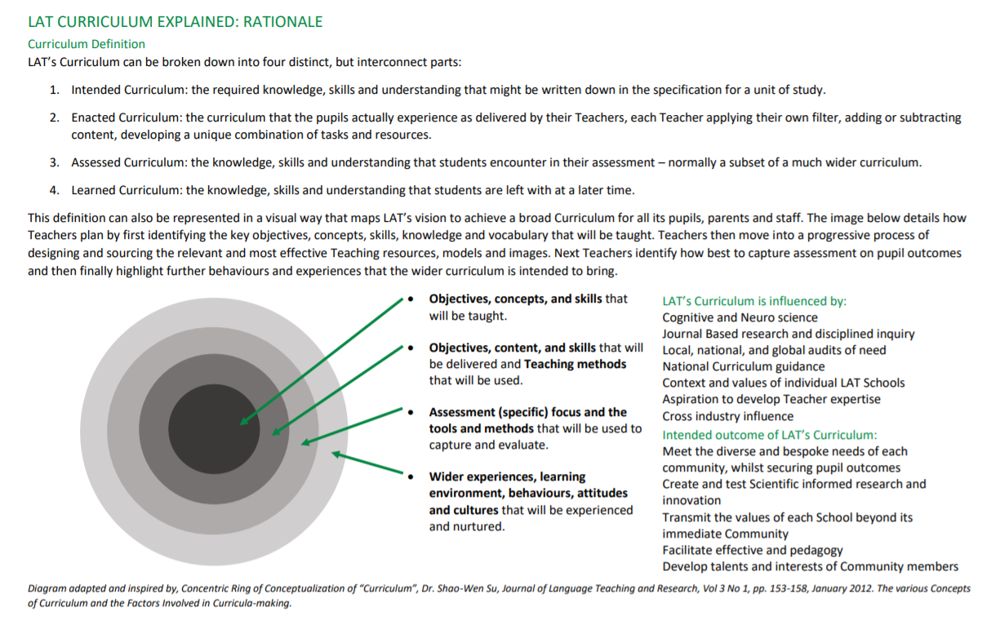 LAT CURRICULUM EXPLAINED: RATIONALE
Curriculum Definition
LAT's Curriculum can be broken down into four distinct, but interconnect parts:
1. Intended Curriculum: the required knowledge, skills and understanding that might be written down in the specification for a unit of study.
2. Enacted Curriculum: the curriculum that the pupils actually experience as delivered by their Teachers, each Teacher applying their own filter, adding or subtracting
content, developing a unique combination of tasks and resources.
3. Assessed Curriculum: the knowledge, skills and understanding that students encounter in their assessment – normally a subset of a much wider curriculum.
4. Learned Curriculum: the knowledge, skills and understanding that students are left with at a later time.
This definition can also be represented in a visual way that maps LAT's vision to achieve a broad Curriculum for all its pupils, parents and staff. The image below details how
Teachers plan by first identifying the key objectives, concepts, skills, knowledge and vocabulary that will be taught. Teachers then move into a progressive process of
designing and sourcing the relevant and most effective Teaching resources, models and images. Next Teachers identify how best to capture assessment on pupil outcomes
and then finally highlight further behaviours and experiences that the wider curriculum is intended to bring.
• Objectives, concepts, and skills that
will be taught.
• Objectives, content, and skills that will
be delivered and Teaching methods
that will be used.
• Assessment (specific) focus and the
tools and methods that will be used to
capture and evaluate.
• Wider experiences, learning
environment, behaviours, attitudes
and cultures that will be experienced
and nurtured.
LAT's Curriculum is influenced by:
Cognitive and Neuro science
Journal Based research and disciplined inquiry
Local, national, and global audits of need
National Curriculum guidance
Context and values of individual LAT Schools
Aspiration to develop Teacher expertise
Cross industry influence
Intended outcome of LAT's Curriculum:
Meet the diverse and bespoke needs of each
community, whilst securing pupil outcomes
Create and test Scientific informed research and
innovation
Transmit the values of each School beyond its
immediate Community
Facilitate effective and pedagogy
Develop talents and interests of Community members
Diagram adapted and inspired by, Concentric Ring of Conceptualization of "Curriculum", Dr. Shao-Wen Su, Journal of Language Teaching and Research, Vol 3 No 1, pp. 153-158, January 2012. The various Concepts
of Curriculum and the Factors Involved in Curricula-making.